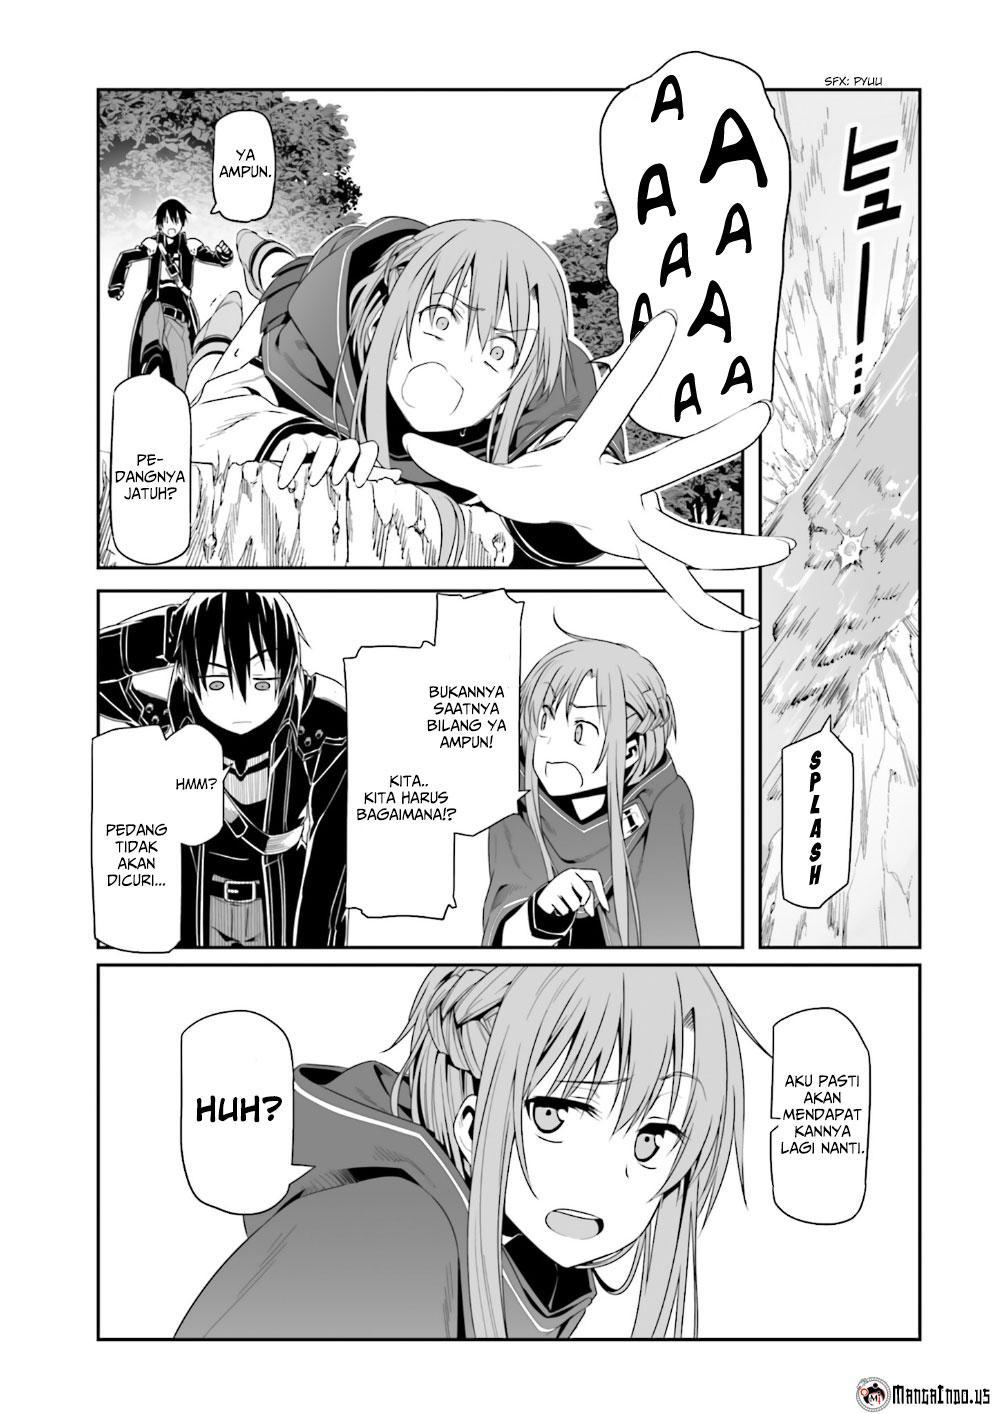 SFX: PYUU
ヒュー…
A
A
A
A
A
A
A
A
A
A
A
YA
AMPUN.
PE-
DANGNYA
JATUH?
SPLASH
BUKANNYA
SAATNYA
BILANG YA
AMPUN!
KITA..
KITA HARUS
BAGAIMANA!?
HMM?
PEDANG
TIDAK
AKAN
DICURI...
AKU PASTI
AKAN
MENDAPAT
KANNYA
LAGI NANTI.
HUH?
MANGAINDO.US